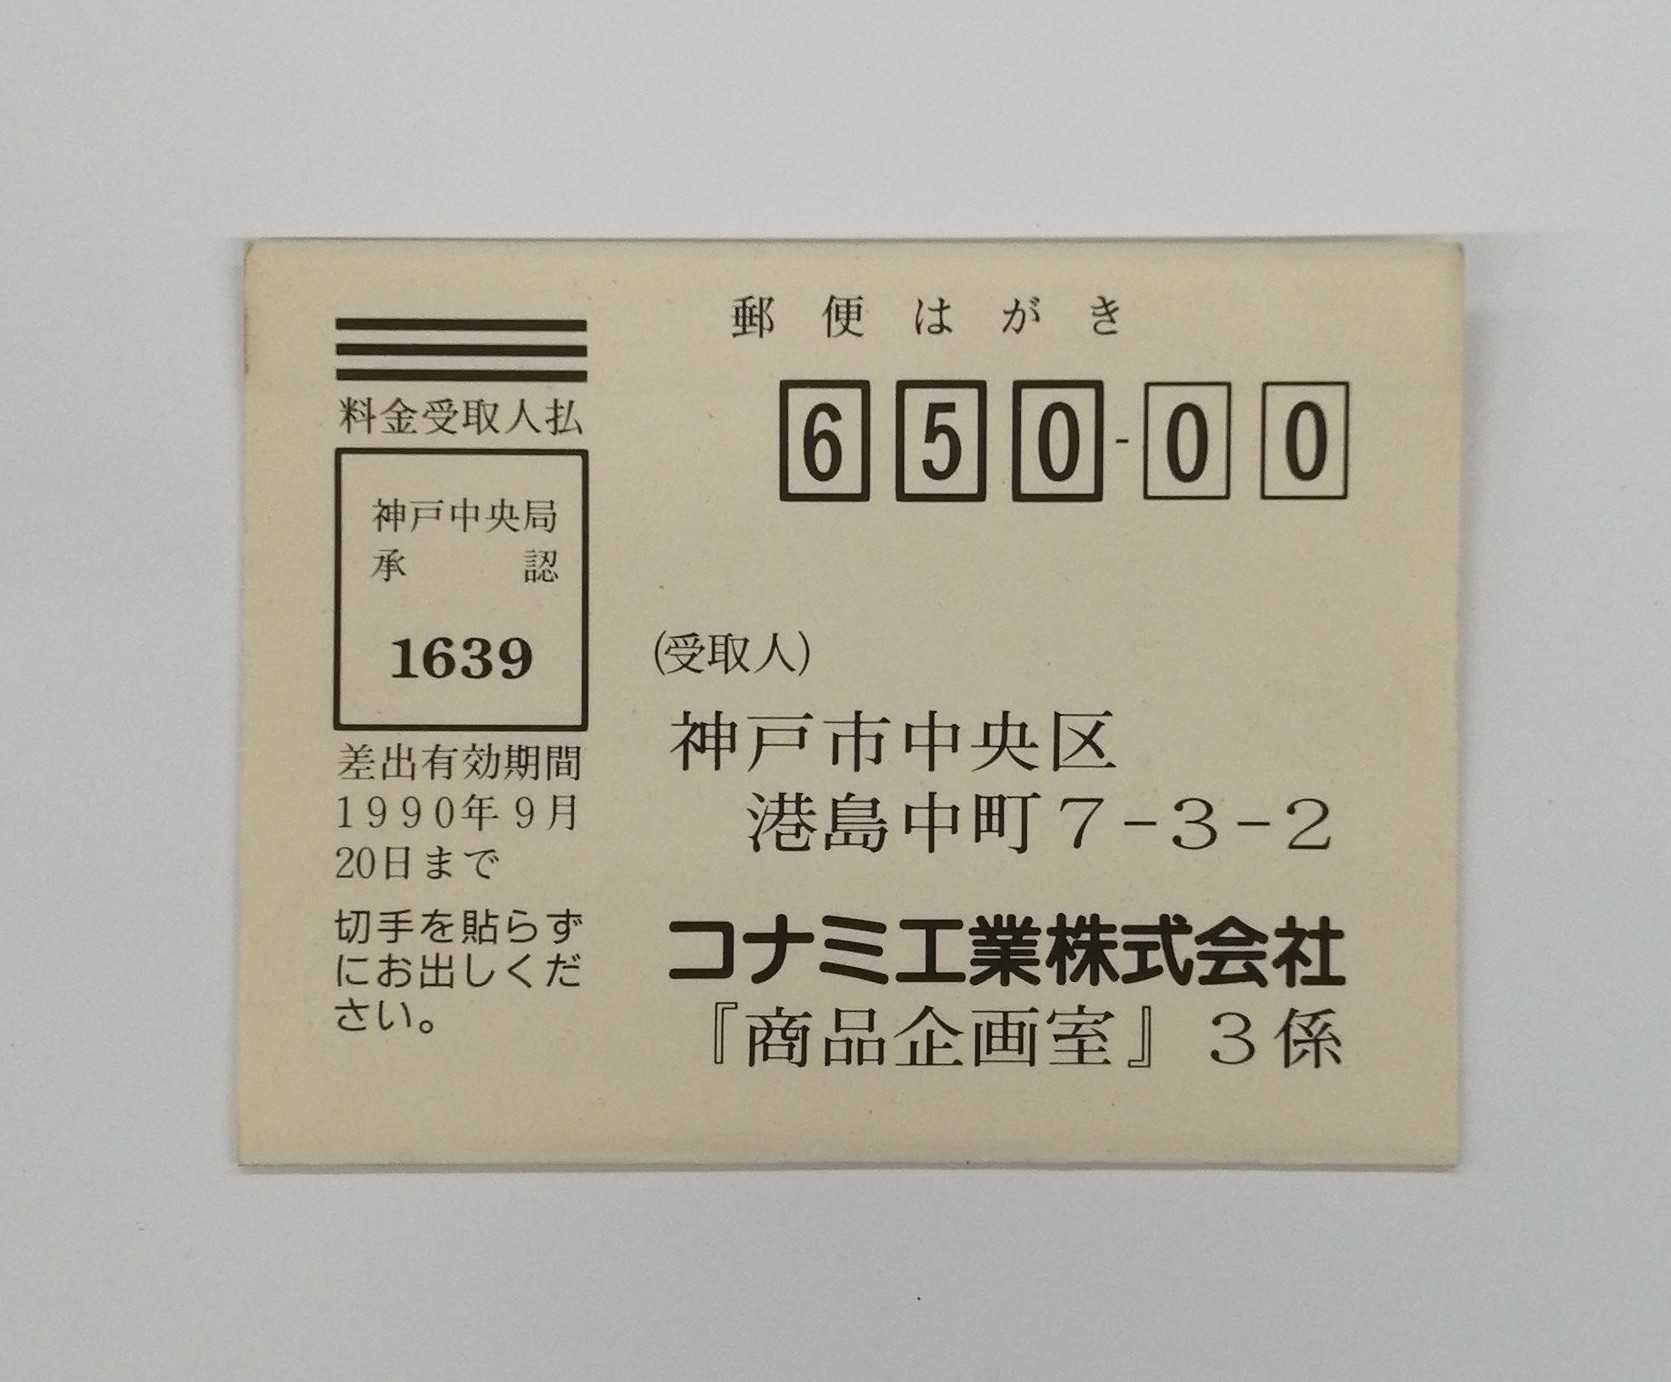 郵便はがき
650-00
料金受取人払
神戸中央局
承認
1639
差出有効期間
1990年9月
20日まで
切手を貼らず
にお出しくだ
さい。
(受取人)
神戸市中央区
港島中町7-3-2
コナミ工業株式会社
『商品企画室』3係